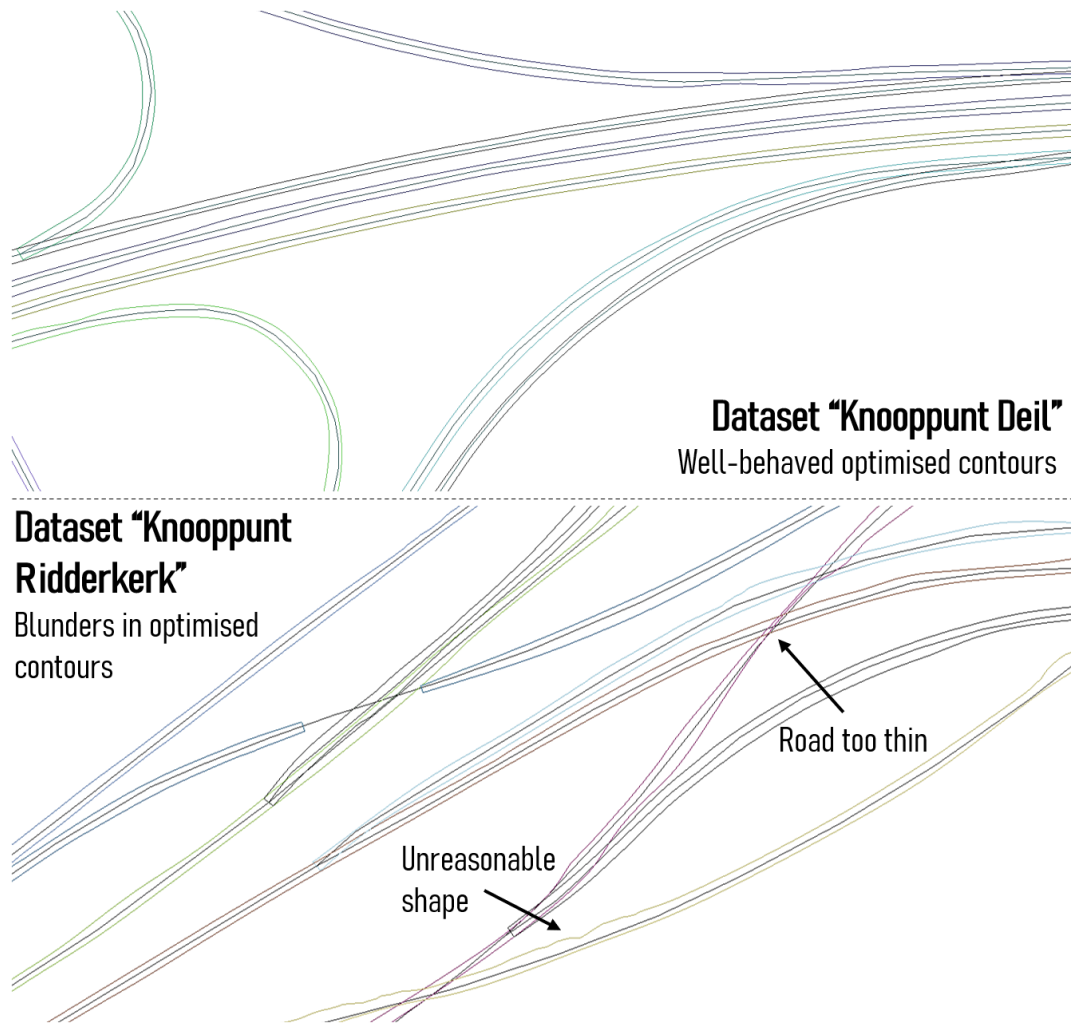 Dataset “Knooppunt Deil”
Well-behaved optimised contours
Dataset “Knooppunt
Ridderkerk”
Blunders in optimised
contours
Road too thin
Unreasonable
shape